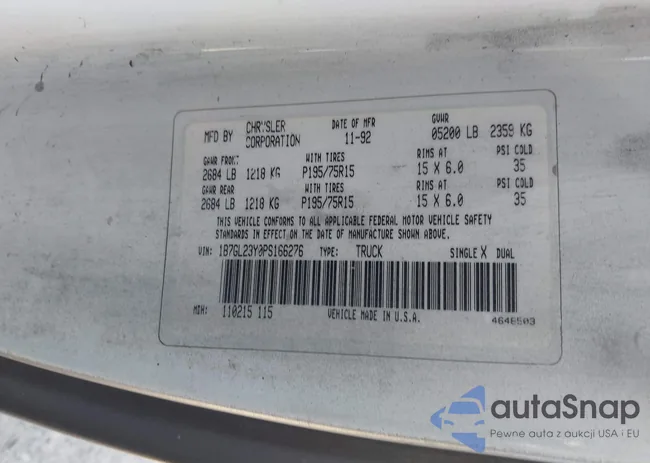 MFD BY CHRYSLER CORPORATION DATE OF MFR 11-92 GVWR 05200 LB 2359 KG
GAWR FRONT WITH TIRES RIMS AT PSI COLD
2684 LB 1218 KG P195/75R15 15 X 6.0 35
GAWR REAR WITH TIRES RIMS AT PSI COLD
2684 LB 1218 KG P195/75R15 15 X 6.0 35
THIS VEHICLE CONFORMS TO ALL APPLICABLE FEDERAL MOTOR VEHICLE SAFETY
STANDARDS IN EFFECT ON THE DATE OF MANUFACTURE SHOWN ABOVE.
VIN: 1B7GL23Y0PS166276 TYPE: TRUCK SINGLE X DUAL
MDH: 110215 115 VEHICLE MADE IN U.S.A. 4648503
autaSnap
Pewne auta z aukcji USA i EU